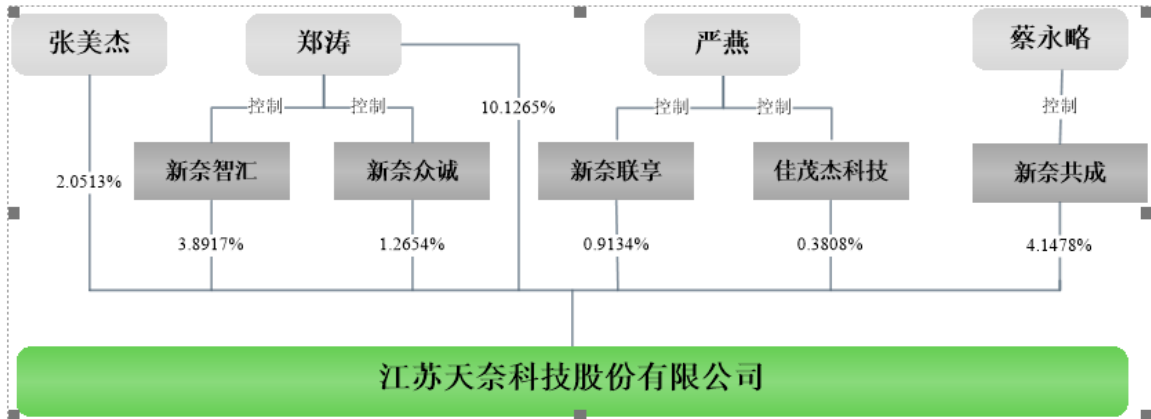 张美杰
郑涛
严燕
蔡永略
控制
控制
10.1265%
控制
控制
控制
新奈智汇
新奈众诚
新奈联享
佳茂杰科技
新奈共成
2.0513%
3.8917%
1.2654%
0.9134%
0.3808%
4.1478%
江苏天奈科技股份有限公司